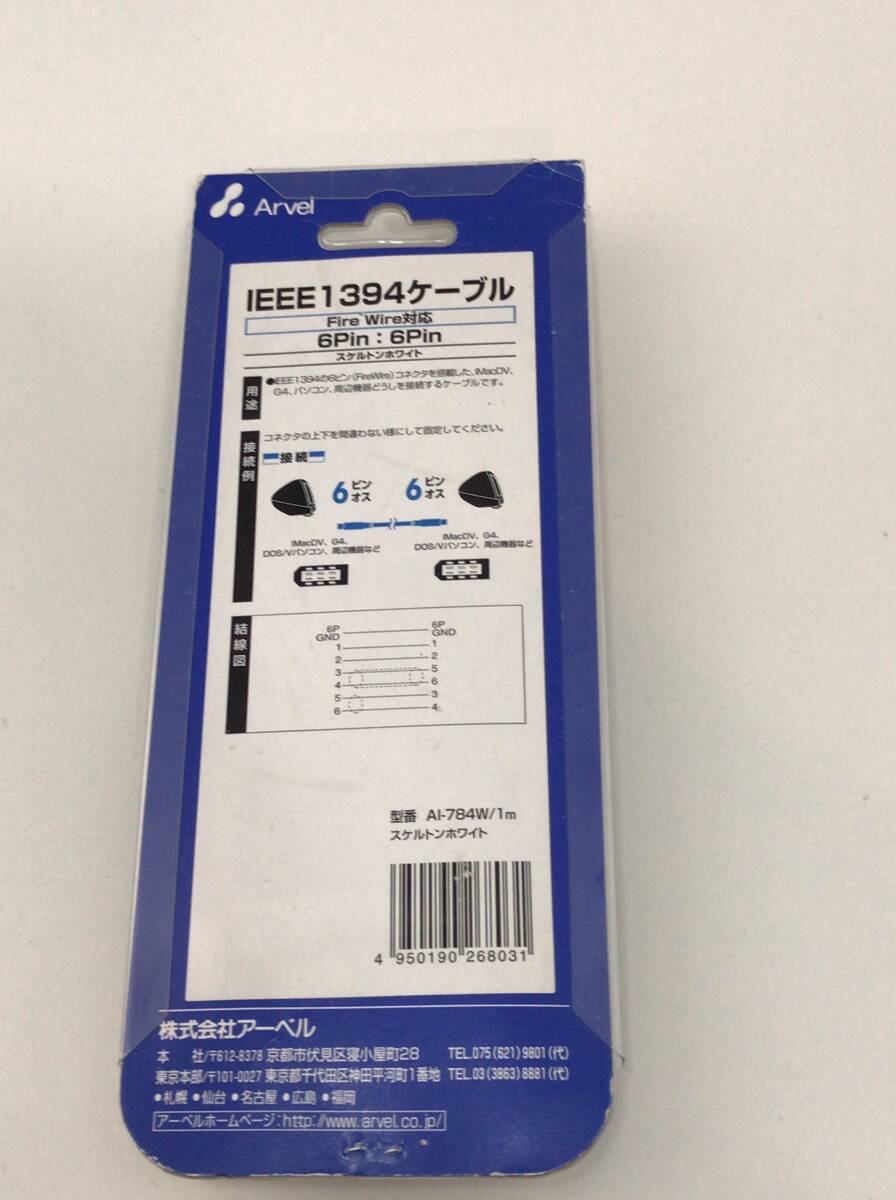 Arvel
IEEE1394ケーブル
Fire Wire対応
6Pin：6Pin
スケルトンホワイト
用途
●IEEE1394の6ピン（FireWire）コネクタを搭載した、iMacDV、
G4、パソコン、周辺機器どうしを接続するケーブルです。
接続例
コネクタの上下を間違わない様にして固定してください。
接続
6ピンオス 6ピンオス
iMacDV、G4、
DOS/Vパソコン、周辺機器など
iMacDV、G4、
DOS/Vパソコン、周辺機器など
結線図
6P 6P
GND GND
1 1
2 2
3 5
4 6
5 3
6 4
型番 AI-784W/1m
スケルトンホワイト
4 950190 268031
株式会社アーベル
本 社/〒612-8378 京都市伏見区寝小屋町28 TEL.075(621)9801(代)
東京本部/〒101-0027 東京都千代田区神田平河町1番地 TEL.03(3863)8881(代)
●札幌 ●仙台 ●名古屋 ●広島 ●福岡
アーベルホームページ:http://www.arvel.co.jp/